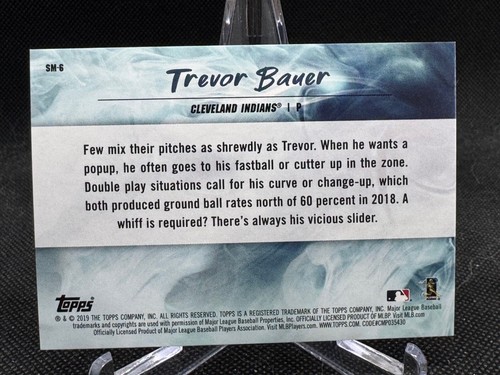 SM-6
Trevor Bauer
CLEVELAND INDIANS® | P
Few mix their pitches as shrewdly as Trevor. When he wants a
popup, he often goes to his fastball or cutter up in the zone.
Double play situations call for his curve or change-up, which
both produced ground ball rates north of 60 percent in 2018. A
whiff is required? There's always his vicious slider.
Topps
® & © 2019 THE TOPPS COMPANY, INC. ALL RIGHTS RESERVED. TOPPS IS A REGISTERED TRADEMARK OF THE TOPPS COMPANY, INC. Major League Baseball
trademarks and copyrights are used with permission of Major League Baseball Properties, Inc. OFFICIALLY LICENSED PRODUCT OF MLBP. Visit MLB.com
Officially Licensed Product of Major League Baseball Players Association. Visit MLBPlayers.com. WWW.TOPPS.COM. CODE#CMP035430